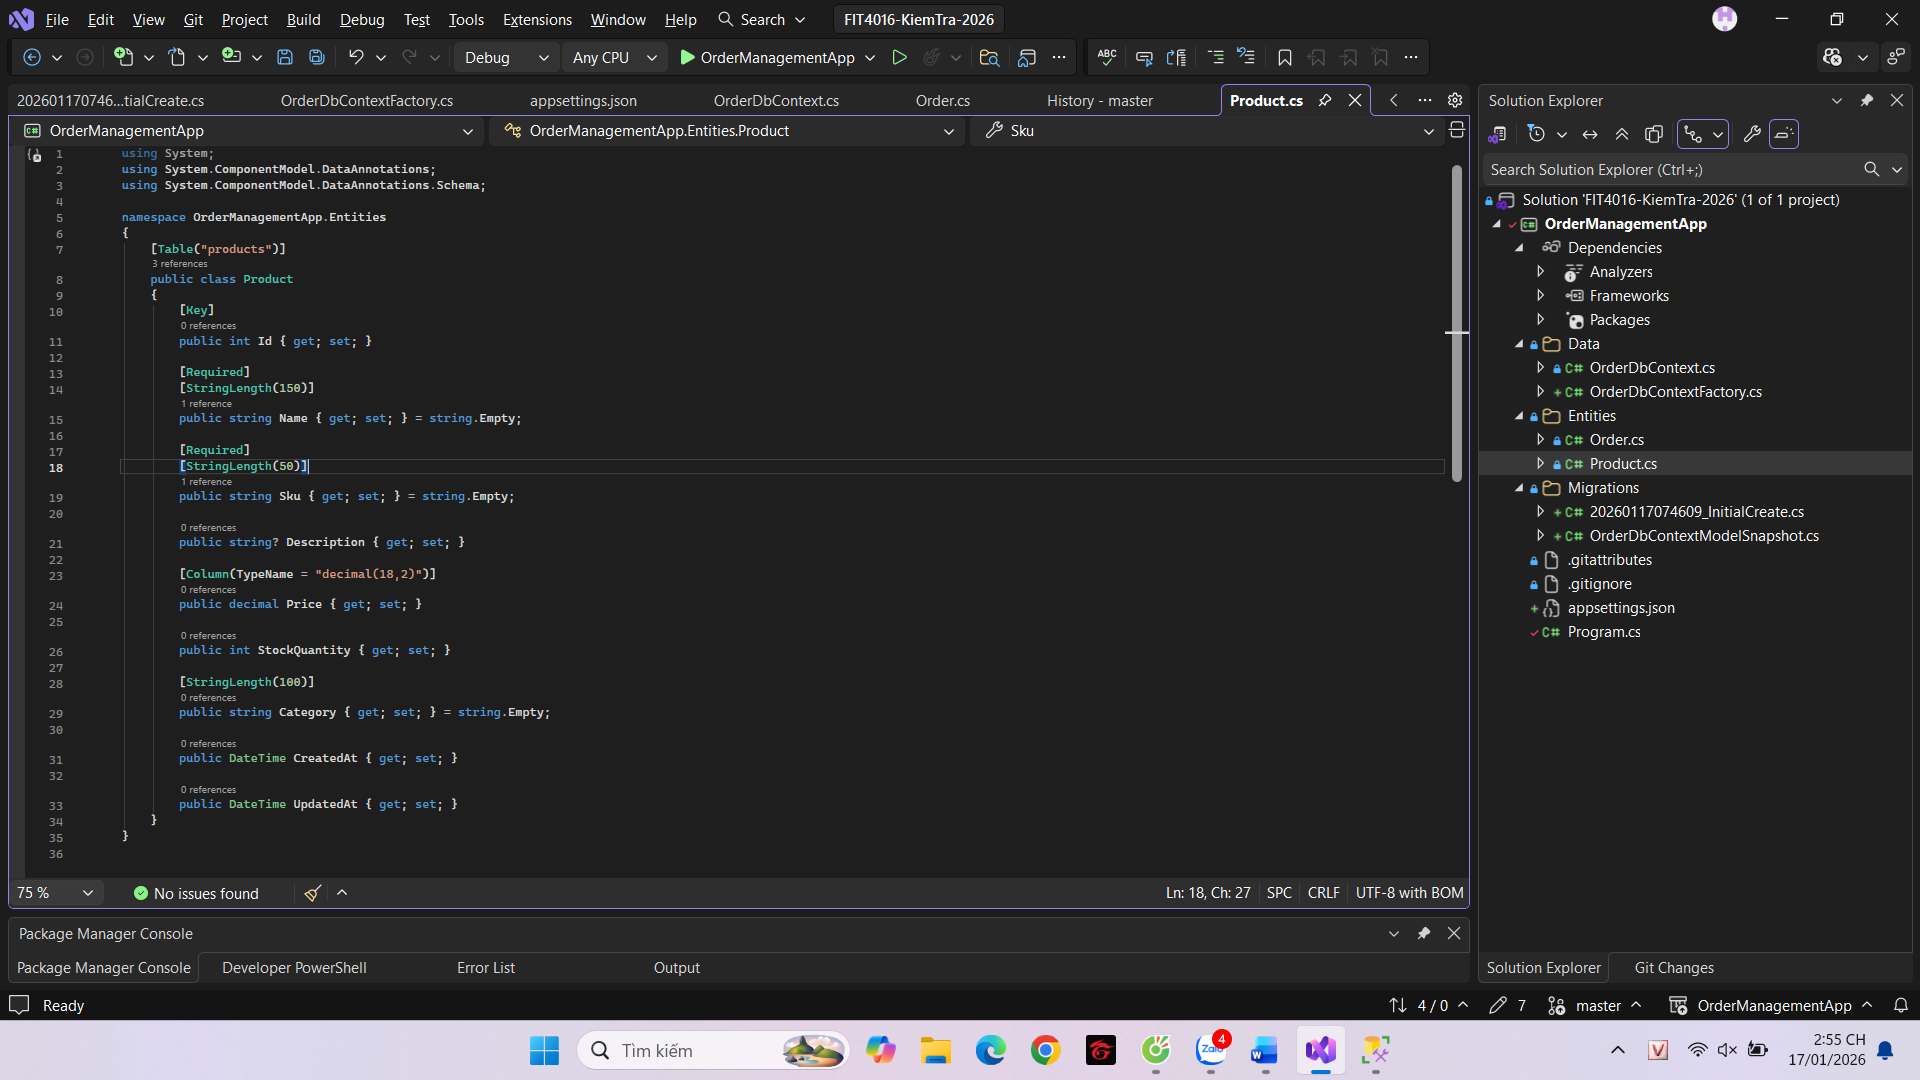 File Edit View Git Project Build Debug Test Tools Extensions Window Help Search FIT4016-KiemTra-2026
Debug Any CPU OrderManagementApp
202601170746...tialCreate.cs OrderDbContextFactory.cs appsettings.json OrderDbContext.cs Order.cs History - master Product.cs
OrderManagementApp OrderManagementApp.Entities.Product Sku
1 using System;
2 using System.ComponentModel.DataAnnotations;
3 using System.ComponentModel.DataAnnotations.Schema;
4
5 namespace OrderManagementApp.Entities
6 {
7 [Table("products")]
3 references
8 public class Product
9 {
10 [Key]
0 references
11 public int Id { get; set; }
12
13 [Required]
14 [StringLength(150)]
1 reference
15 public string Name { get; set; } = string.Empty;
16
17 [Required]
18 [StringLength(50)]
1 reference
19 public string Sku { get; set; } = string.Empty;
20
0 references
21 public string? Description { get; set; }
22
23 [Column(TypeName = "decimal(18,2)")]
0 references
24 public decimal Price { get; set; }
25
0 references
26 public int StockQuantity { get; set; }
27
28 [StringLength(100)]
0 references
29 public string Category { get; set; } = string.Empty;
30
0 references
31 public DateTime CreatedAt { get; set; }
32
0 references
33 public DateTime UpdatedAt { get; set; }
34 }
35 }
36
75 % No issues found Ln: 18, Ch: 27 SPC CRLF UTF-8 with BOM
Package Manager Console
Package Manager Console Developer PowerShell Error List Output
Solution Explorer
Search Solution Explorer (Ctrl+;)
Solution 'FIT4016-KiemTra-2026' (1 of 1 project)
OrderManagementApp
Dependencies
Analyzers
Frameworks
Packages
Data
C# OrderDbContext.cs
C# OrderDbContextFactory.cs
Entities
C# Order.cs
C# Product.cs
Migrations
C# 20260117074609_InitialCreate.cs
C# OrderDbContextModelSnapshot.cs
.gitattributes
.gitignore
appsettings.json
C# Program.cs
Solution Explorer Git Changes
Ready 4 / 0 7 master OrderManagementApp
Tìm kiếm Zalo 4 V 2:55 CH
17/01/2026